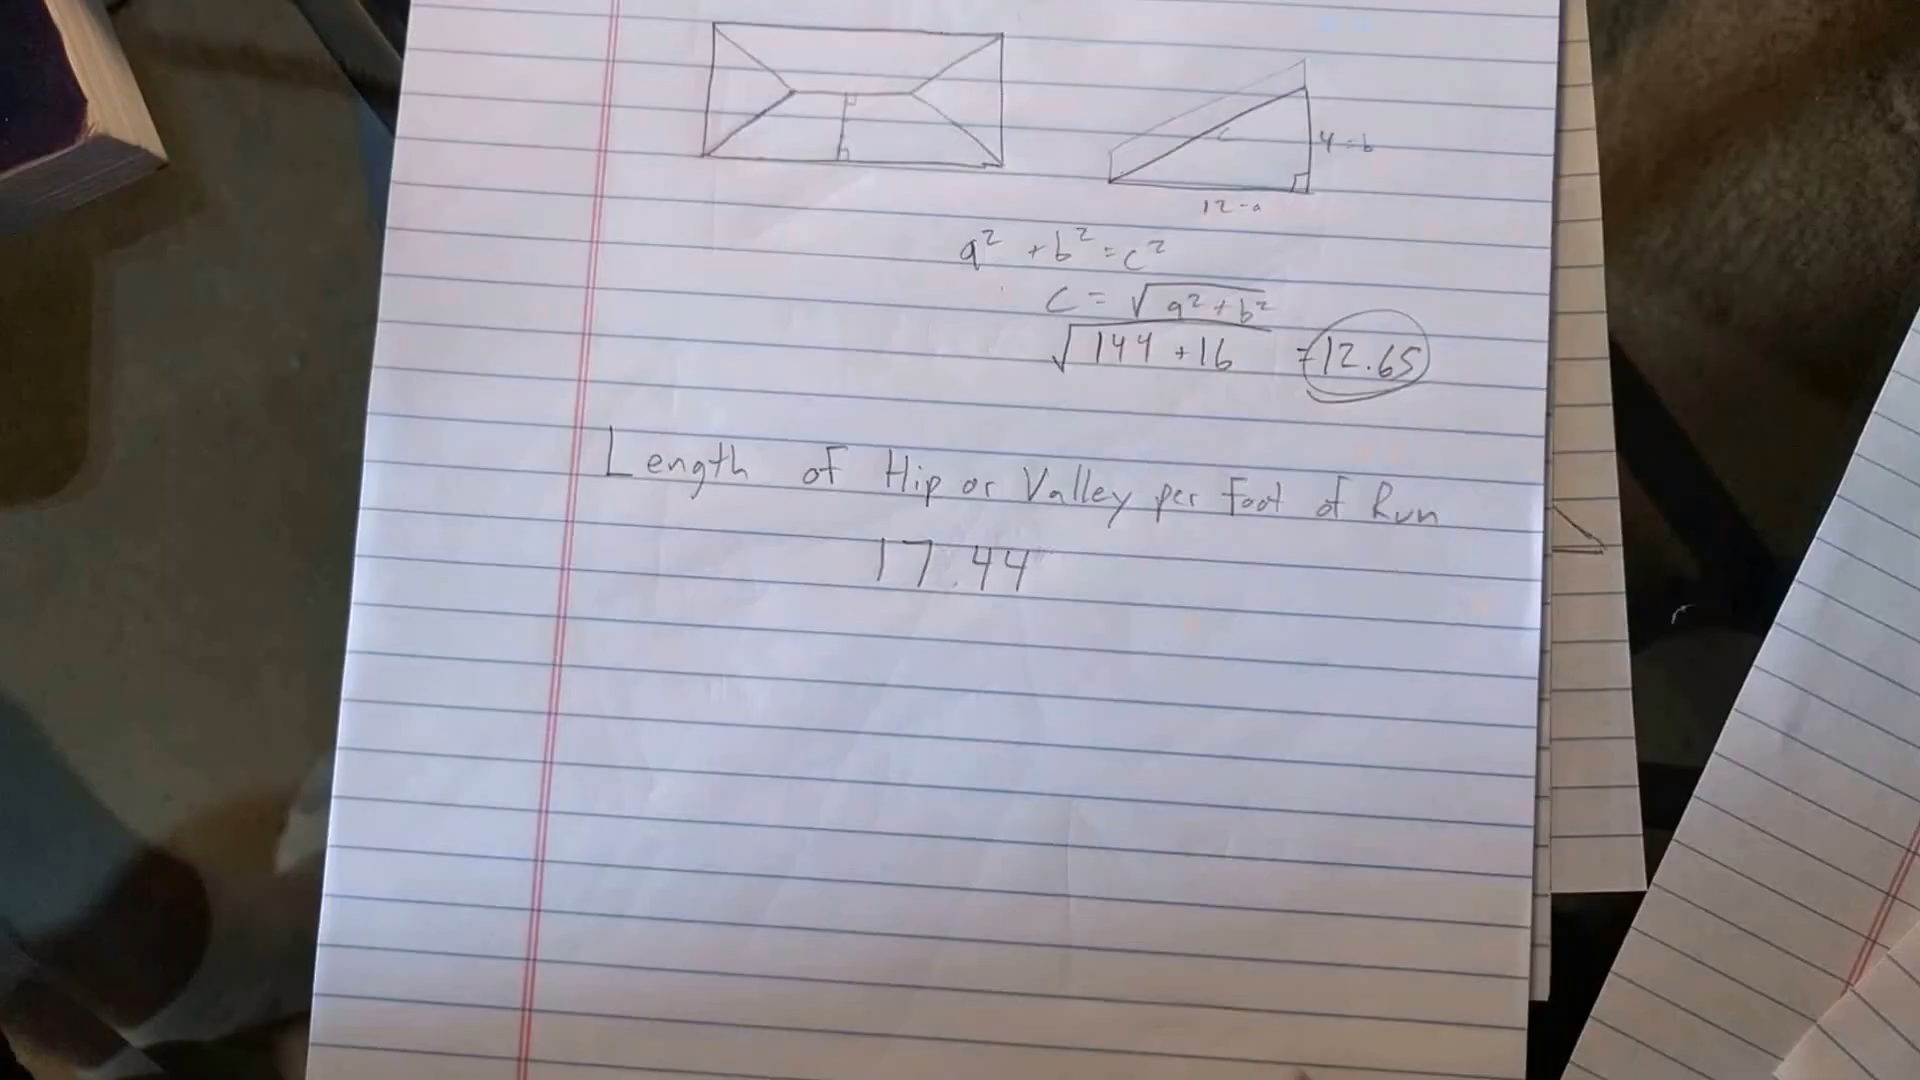 c
4 = b
12 = a
a² + b² = c²
c = √a² + b²
√144 + 16 = 12.65
Length of Hip or Valley per Foot of Run
17.44